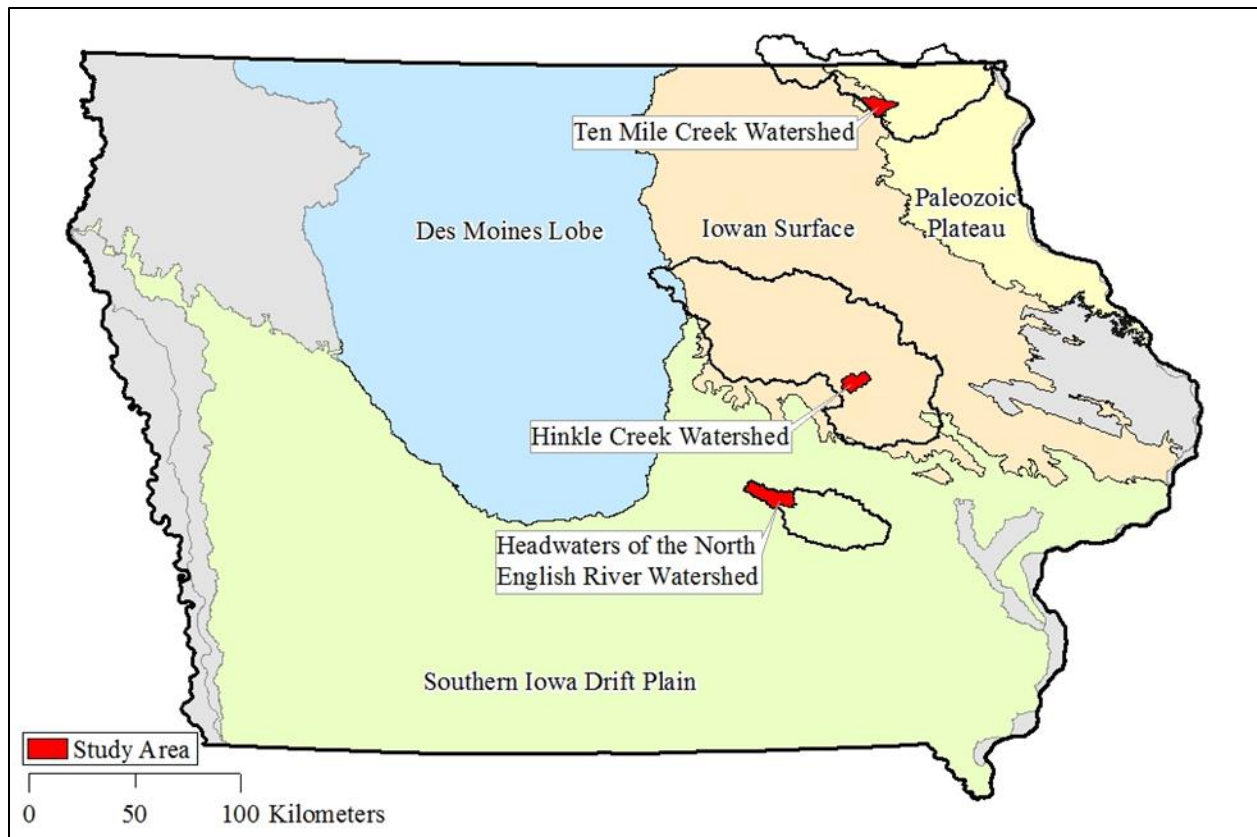 Ten Mile Creek Watershed
Paleozoic
Plateau
Des Moines Lobe
Iowan Surface
Hinkle Creek Watershed
Headwaters of the North
English River Watershed
Southern Iowa Drift Plain
Study Area
0 50 100 Kilometers